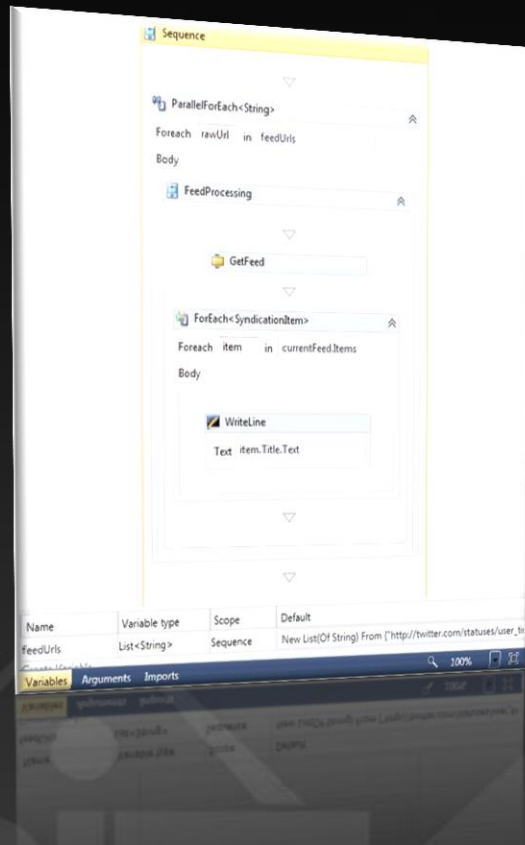 Sequence
ParallelForEach<String>
Foreach rawUrl in feedUrls
Body
FeedProcessing
GetFeed
ForEach<SyndicationItem>
Foreach item in currentFeed.Items
Body
WriteLine
Text item.Title.Text
Name Variable type Scope Default
feedUrls List<String> Sequence New List(Of String) From {"http://twitter.com/statuses/user_ti
Create Variable
Variables Arguments Imports 100%